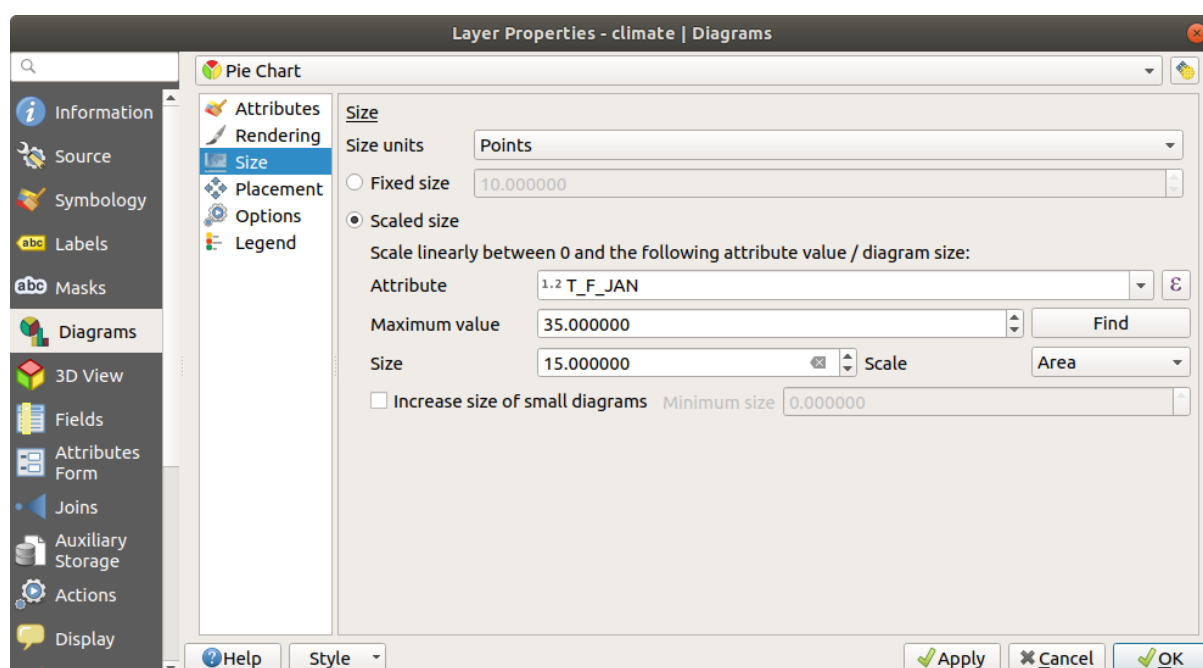 Layer Properties - climate | Diagrams
Pie Chart
Information
Source
Symbology
abc Labels
abc Masks
Diagrams
3D View
Fields
Attributes
Form
Joins
Auxiliary
Storage
Actions
Display
Attributes
Rendering
Size
Placement
Options
Legend
Size
Size units Points
Fixed size 10.000000
Scaled size
Scale linearly between 0 and the following attribute value / diagram size:
Attribute 1.2 T_F_JAN ε
Maximum value 35.000000 Find
Size 15.000000 Scale Area
Increase size of small diagrams Minimum size 0.000000
Help Style Apply Cancel OK